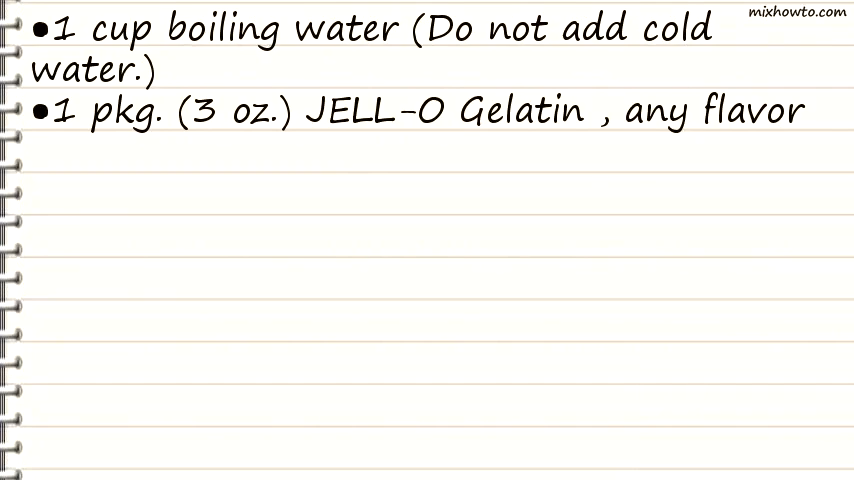 mixhowto.com
•1 cup boiling water (Do not add cold
water.)
•1 pkg. (3 oz.) JELL-O Gelatin , any flavor